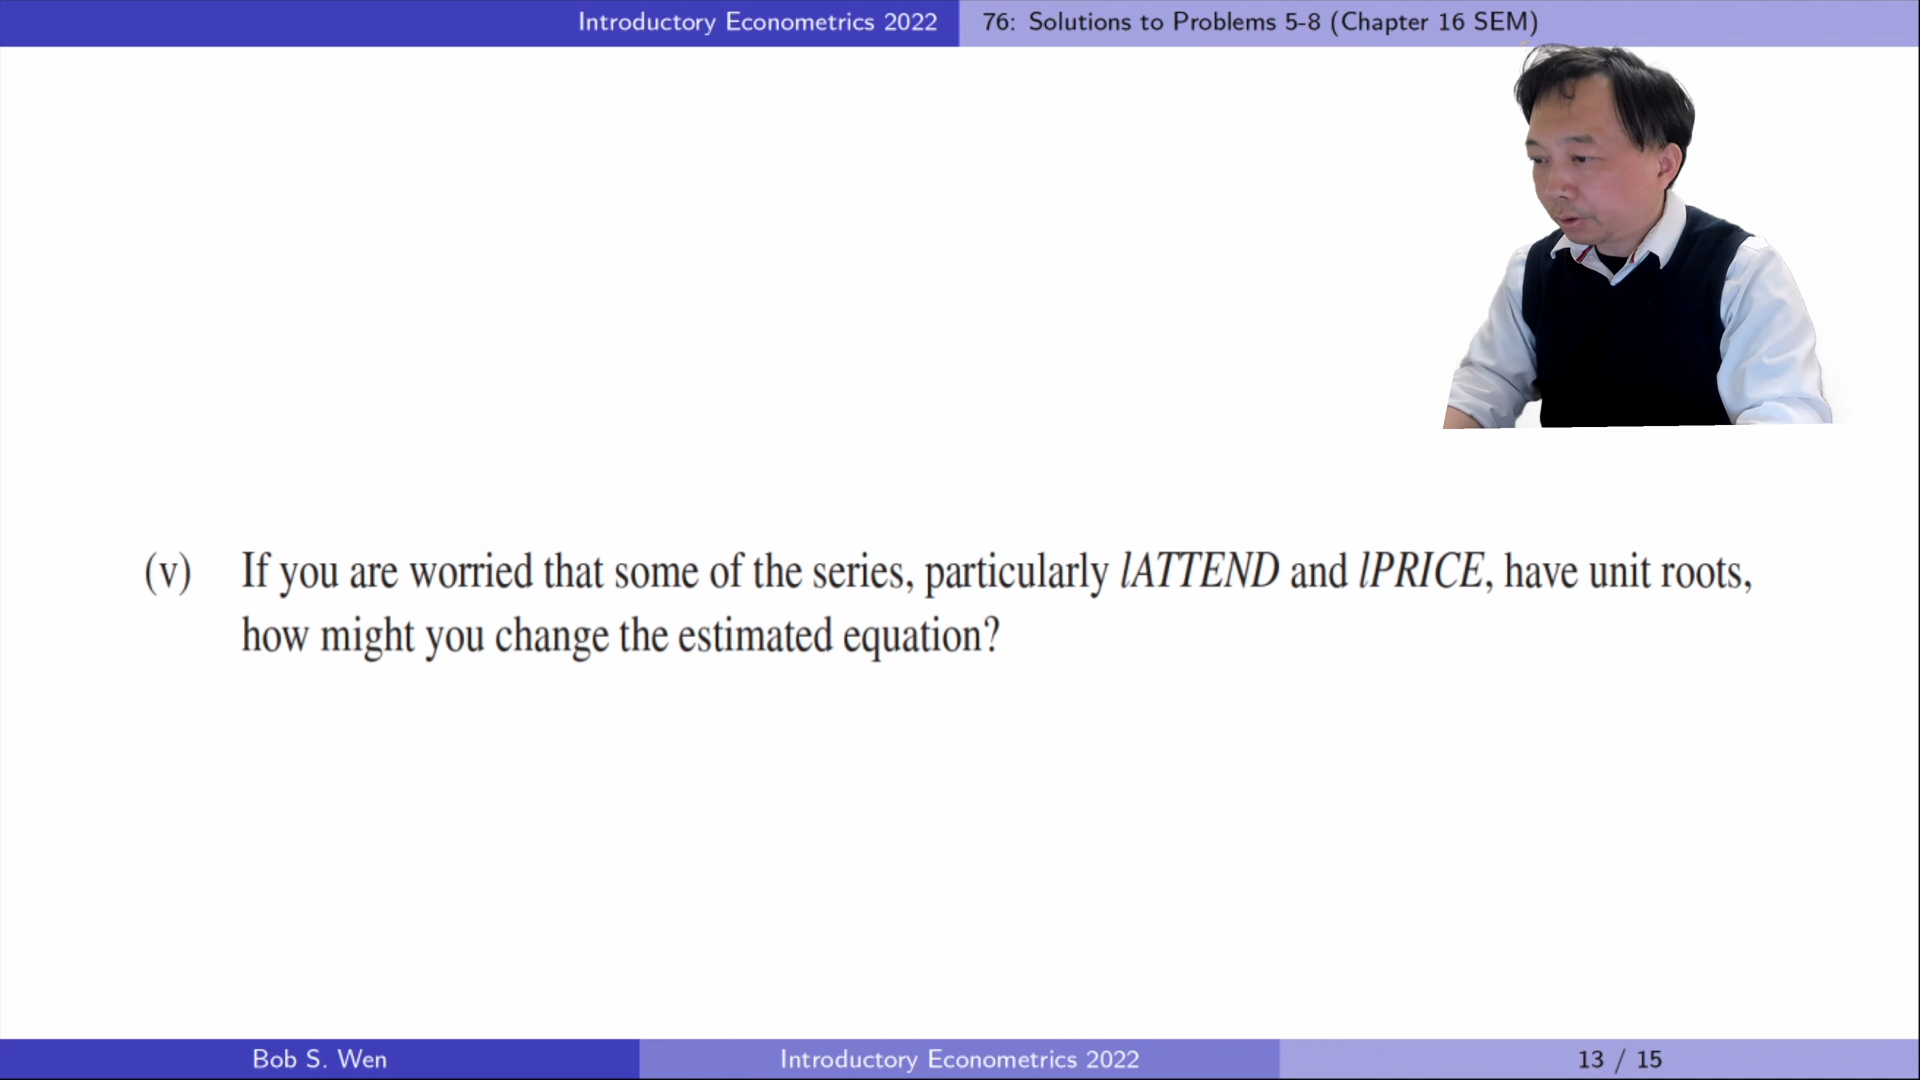 Introductory Econometrics 2022
76: Solutions to Problems 5-8 (Chapter 16 SEM)
(v) If you are worried that some of the series, particularly lATTEND and lPRICE, have unit roots,
how might you change the estimated equation?
Bob S. Wen
Introductory Econometrics 2022
13 / 15